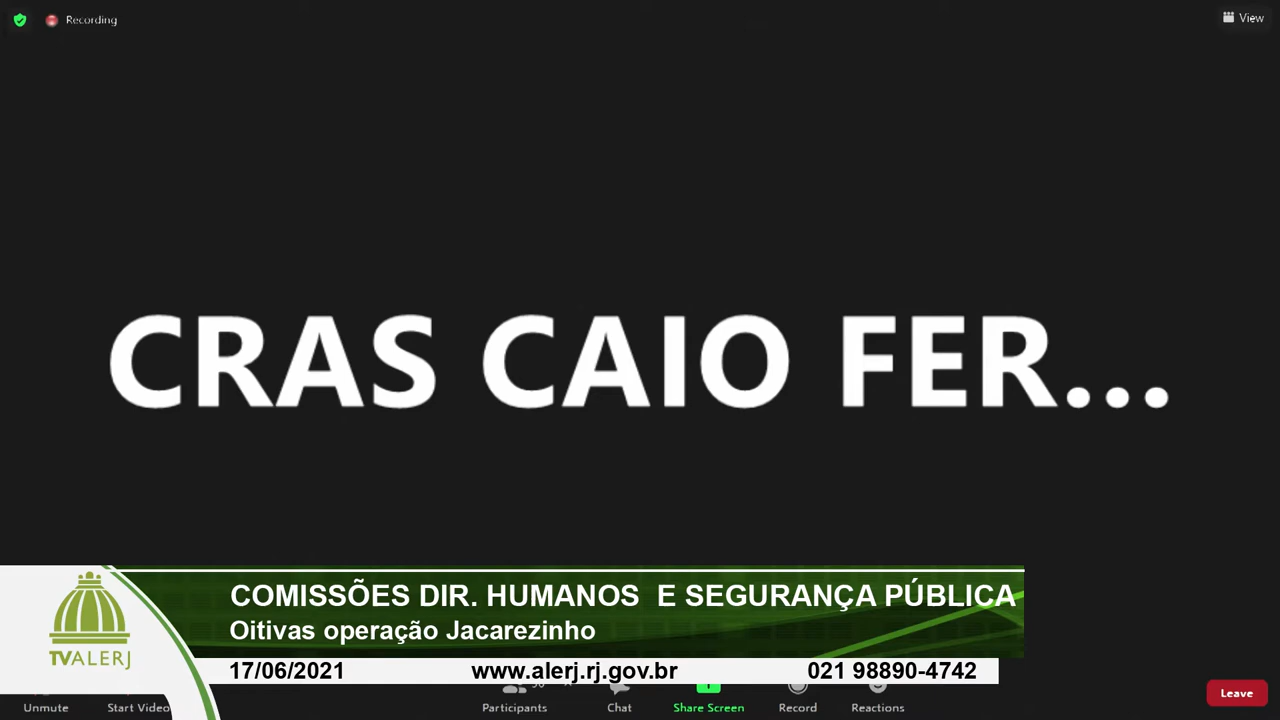 Recording
View
CRAS CAIO FER...
COMISSÕES DIR. HUMANOS E SEGURANÇA PÚBLICA
Oitivas operação Jacarezinho
TVALERJ
17/06/2021 www.alerj.rj.gov.br 021 98890-4742
Leave
Unmute Start Video Participants Chat Share Screen Record Reactions